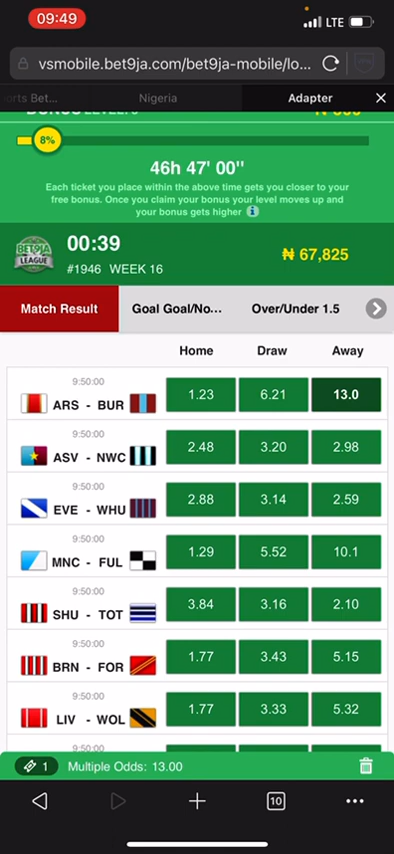 09:49
LTE
vsmobile.bet9ja.com/bet9ja-mobile/lo...
orts Bet...
Nigeria
Adapter
8%
46h 47' 00"
Each ticket you place within the above time gets you closer to your
free bonus. Once you claim your bonus your level moves up and
your bonus gets higher
BET9JA
LEAGUE
00:39
#1946 WEEK 16
₦ 67,825
Match Result
Goal Goal/No...
Over/Under 1.5
Home Draw Away
9:50:00
ARS - BUR 1.23 6.21 13.0
9:50:00
ASV - NWC 2.48 3.20 2.98
9:50:00
EVE - WHU 2.88 3.14 2.59
9:50:00
MNC - FUL 1.29 5.52 10.1
9:50:00
SHU - TOT 3.84 3.16 2.10
9:50:00
BRN - FOR 1.77 3.43 5.15
9:50:00
LIV - WOL 1.77 3.33 5.32
9:50:00
1 Multiple Odds: 13.00
10